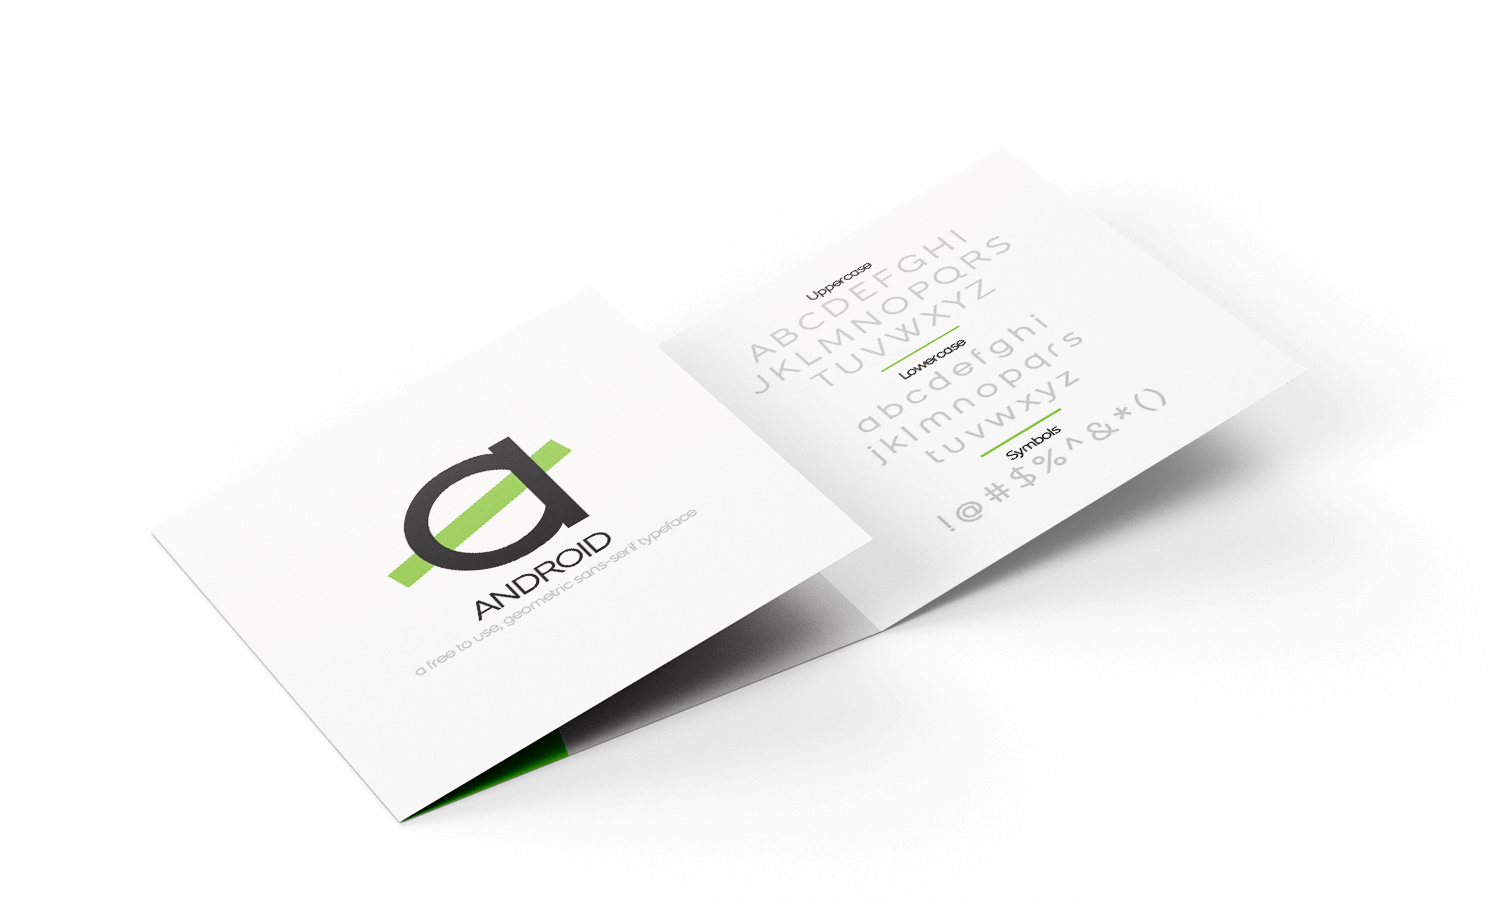 a
ANDROID
a free to use, geometric sans-serif typeface
Uppercase
ABCDEFGHI
JKLMNOPQRS
TUVWXYZ
Lowercase
abcdefghi
jklmnopqrs
tuvwxyz
Symbols
!@#$%^&*()